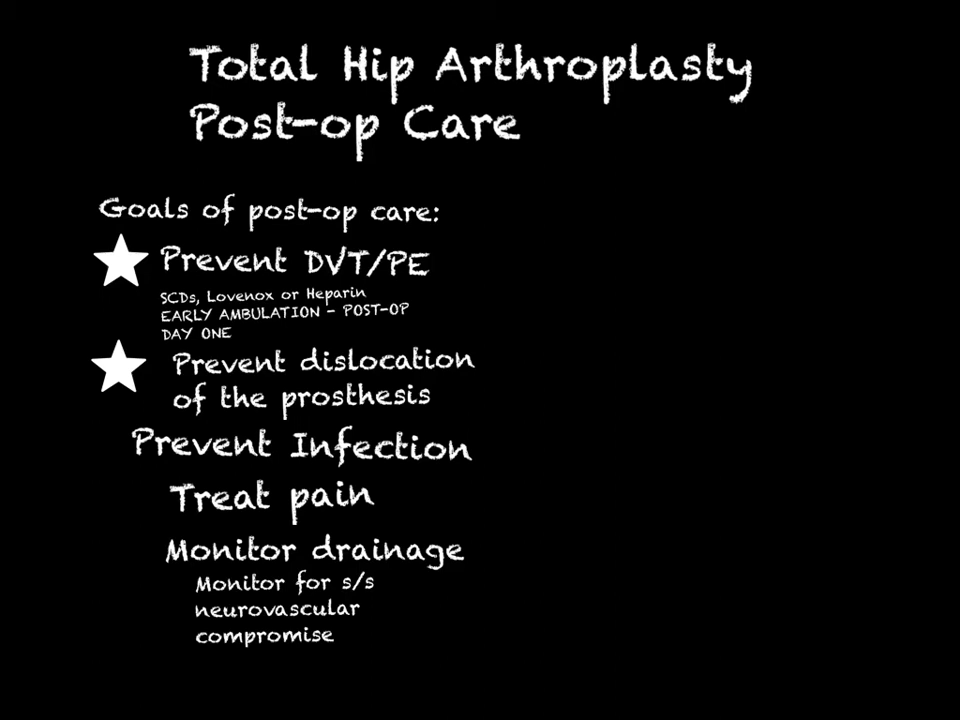 Total Hip Arthroplasty
Post-op Care
Goals of post-op care:
Prevent DVT/PE
SCDs, Lovenox or Heparin
EARLY AMBULATION - POST-OP
DAY ONE
Prevent dislocation
of the prosthesis
Prevent Infection
Treat pain
Monitor drainage
Monitor for s/s
neurovascular
compromise